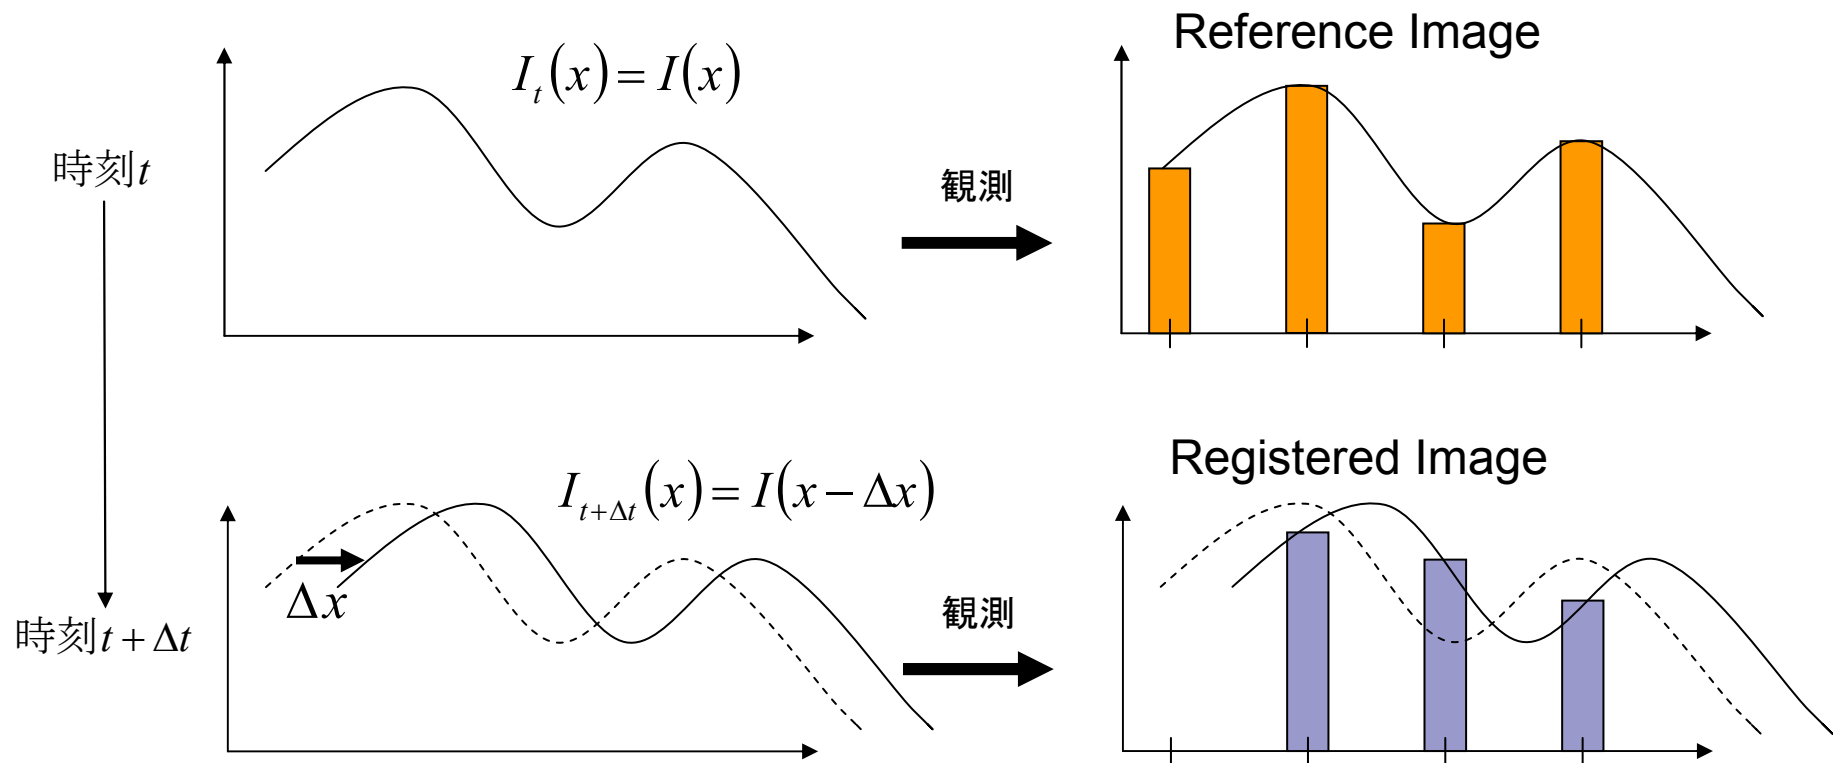 Reference Image
I_t(x) = I(x)
時刻t
観測
Registered Image
I_{t+Δt}(x) = I(x − Δx)
Δx
観測
時刻t + Δt